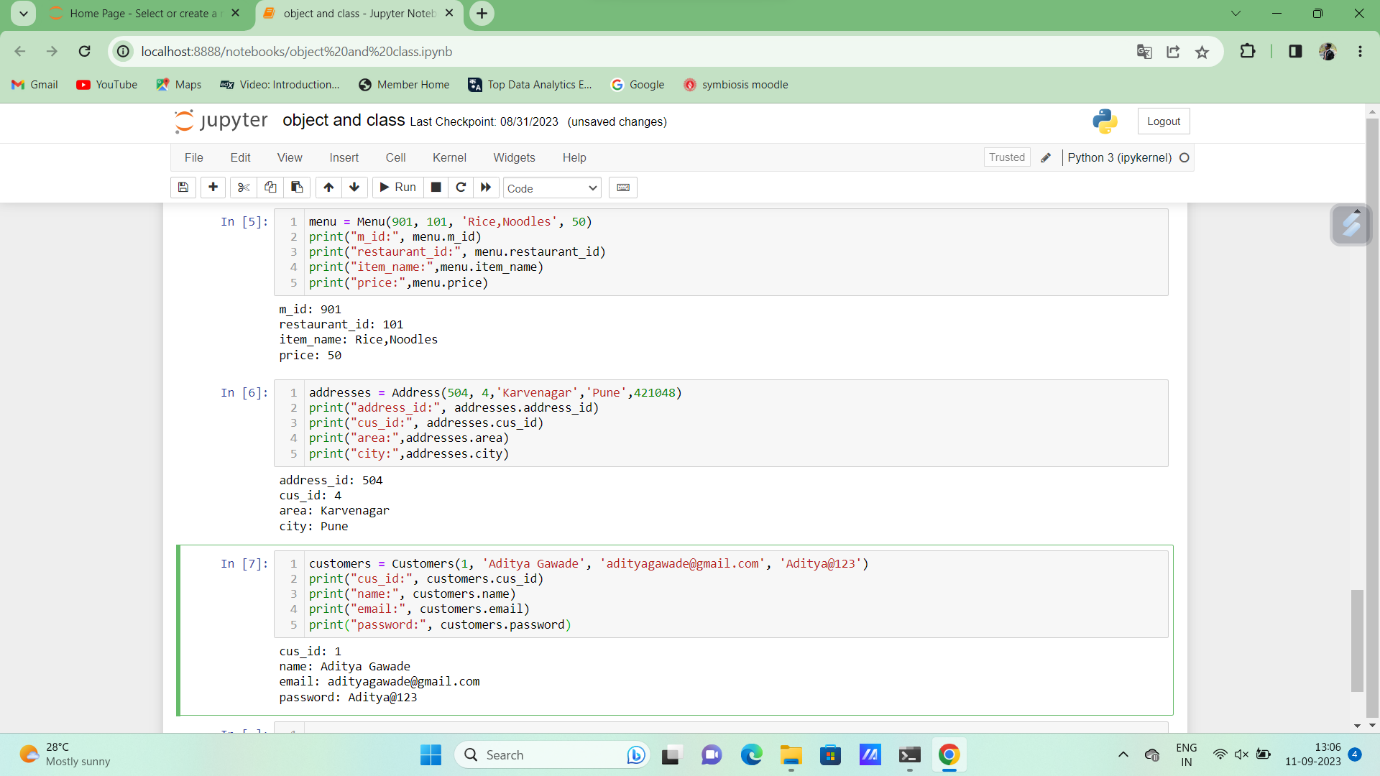 Home Page - Select or create a
object and class - Jupyter Noteb
localhost:8888/notebooks/object%20and%20class.ipynb
Gmail YouTube Maps Video: Introduction... Member Home Top Data Analytics E... Google symbiosis moodle
jupyter object and class Last Checkpoint: 08/31/2023 (unsaved changes) Logout
File Edit View Insert Cell Kernel Widgets Help Trusted Python 3 (ipykernel)
Run Code
In [5]:
1 menu = Menu(901, 101, 'Rice,Noodles', 50)
2 print("m_id:", menu.m_id)
3 print("restaurant_id:", menu.restaurant_id)
4 print("item_name:",menu.item_name)
5 print("price:",menu.price)
m_id: 901
restaurant_id: 101
item_name: Rice,Noodles
price: 50
In [6]:
1 addresses = Address(504, 4,'Karvenagar','Pune',421048)
2 print("address_id:", addresses.address_id)
3 print("cus_id:", addresses.cus_id)
4 print("area:",addresses.area)
5 print("city:",addresses.city)
address_id: 504
cus_id: 4
area: Karvenagar
city: Pune
In [7]:
1 customers = Customers(1, 'Aditya Gawade', 'adityagawade@gmail.com', 'Aditya@123')
2 print("cus_id:", customers.cus_id)
3 print("name:", customers.name)
4 print("email:", customers.email)
5 print("password:", customers.password)
cus_id: 1
name: Aditya Gawade
email: adityagawade@gmail.com
password: Aditya@123
28°C
Mostly sunny
Search
ENG
IN
13:06
11-09-2023
4